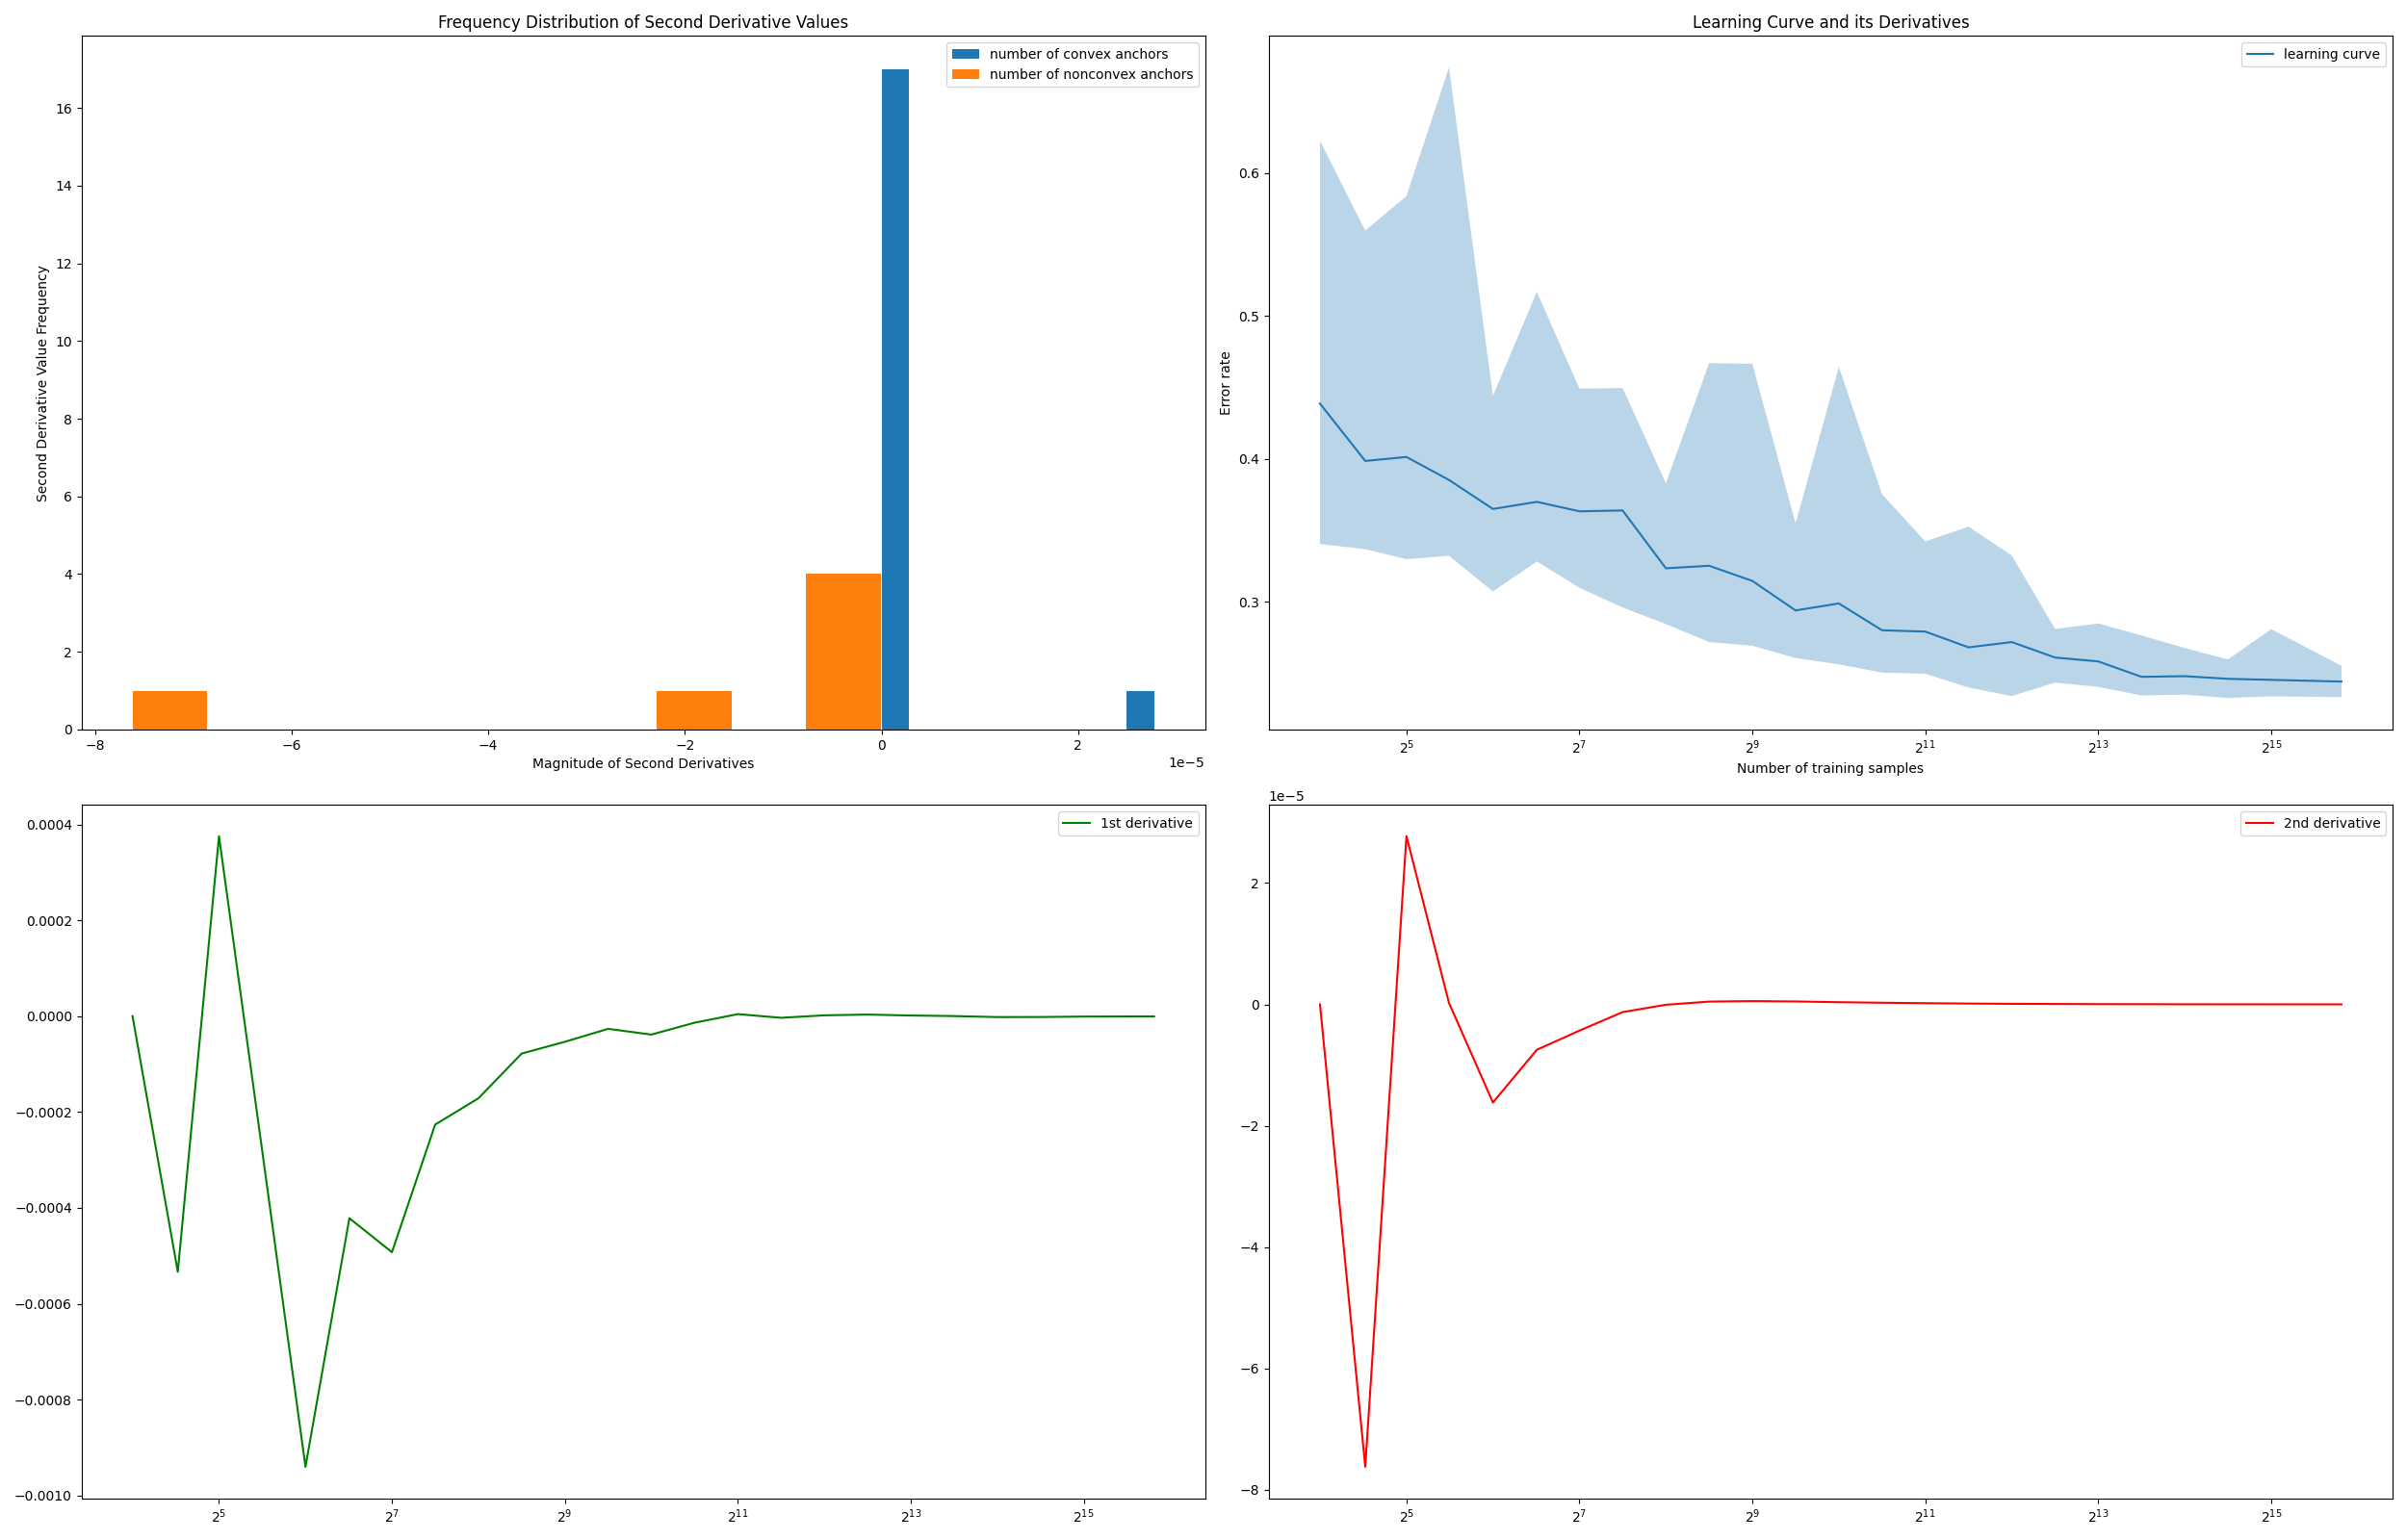 Frequency Distribution of Second Derivative Values
number of convex anchors
number of nonconvex anchors
Second Derivative Value Frequency
16
14
12
10
8
6
4
2
0
−8 −6 −4 −2 0 2
1e−5
Magnitude of Second Derivatives
Learning Curve and its Derivatives
learning curve
Error rate
0.6
0.5
0.4
0.3
2^5 2^7 2^9 2^11 2^13 2^15
Number of training samples
1st derivative
0.0004
0.0002
0.0000
−0.0002
−0.0004
−0.0006
−0.0008
−0.0010
2^5 2^7 2^9 2^11 2^13 2^15
1e−5
2nd derivative
2
0
−2
−4
−6
−8
2^5 2^7 2^9 2^11 2^13 2^15